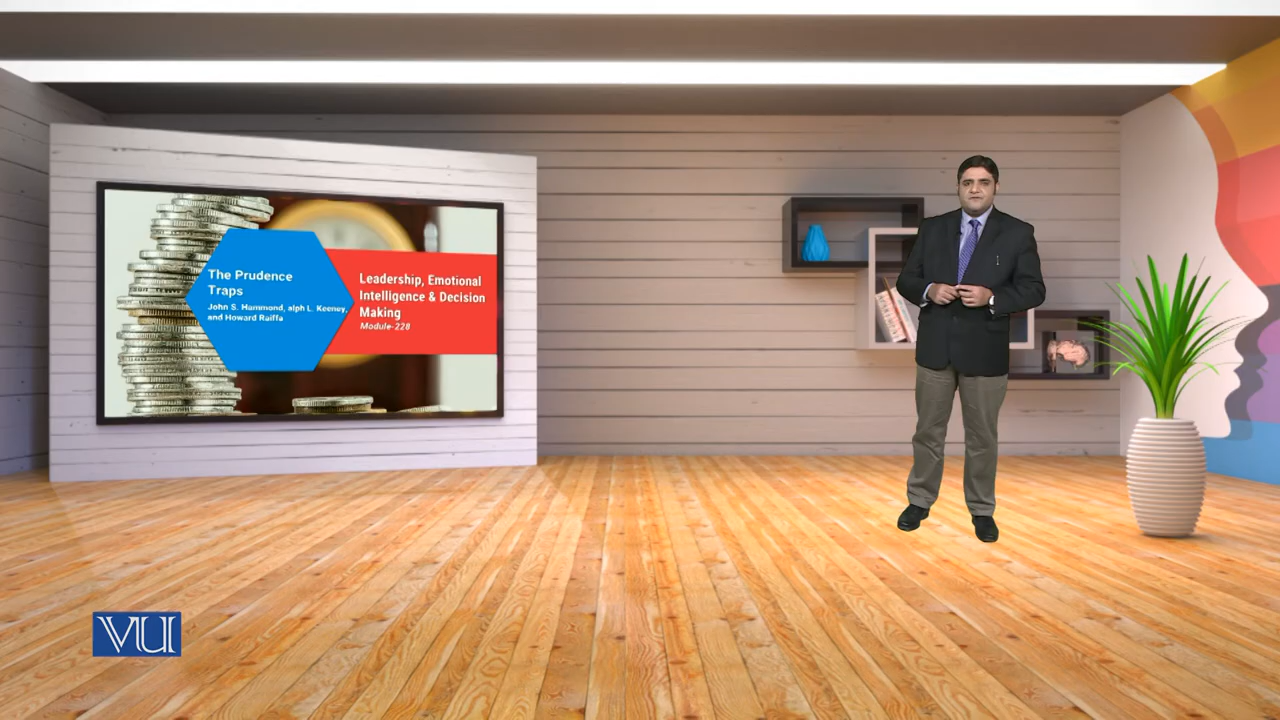 The Prudence
Traps
John S. Hammond, alph L. Keeney,
and Howard Raiffa
Leadership, Emotional
Intelligence & Decision
Making
Module-228
VU